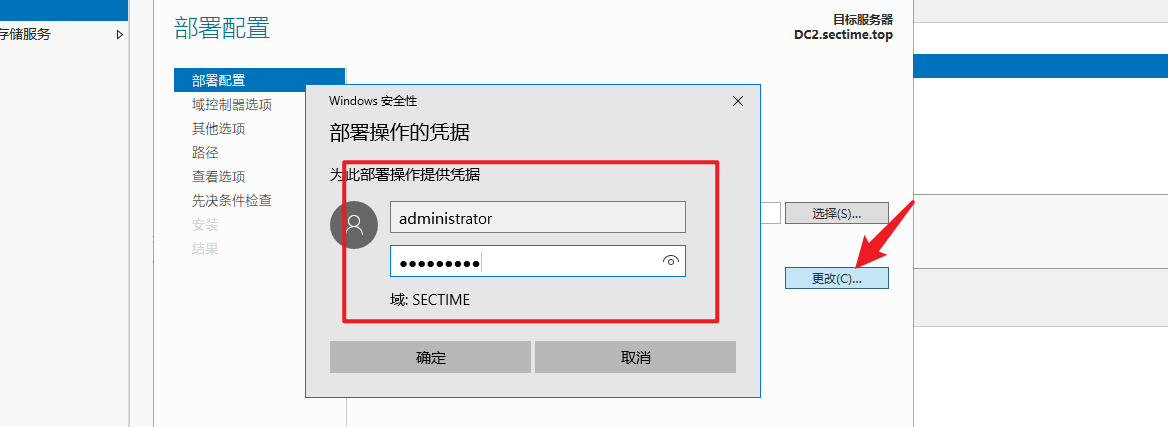 存储服务
部署配置
目标服务器
DC2.sectime.top
部署配置
域控制器选项
其他选项
路径
查看选项
先决条件检查
安装
结果
Windows 安全性
部署操作的凭据
为此部署操作提供凭据
administrator
●●●●●●●●●
域: SECTIME
确定
取消
选择(S)...
更改(C)...